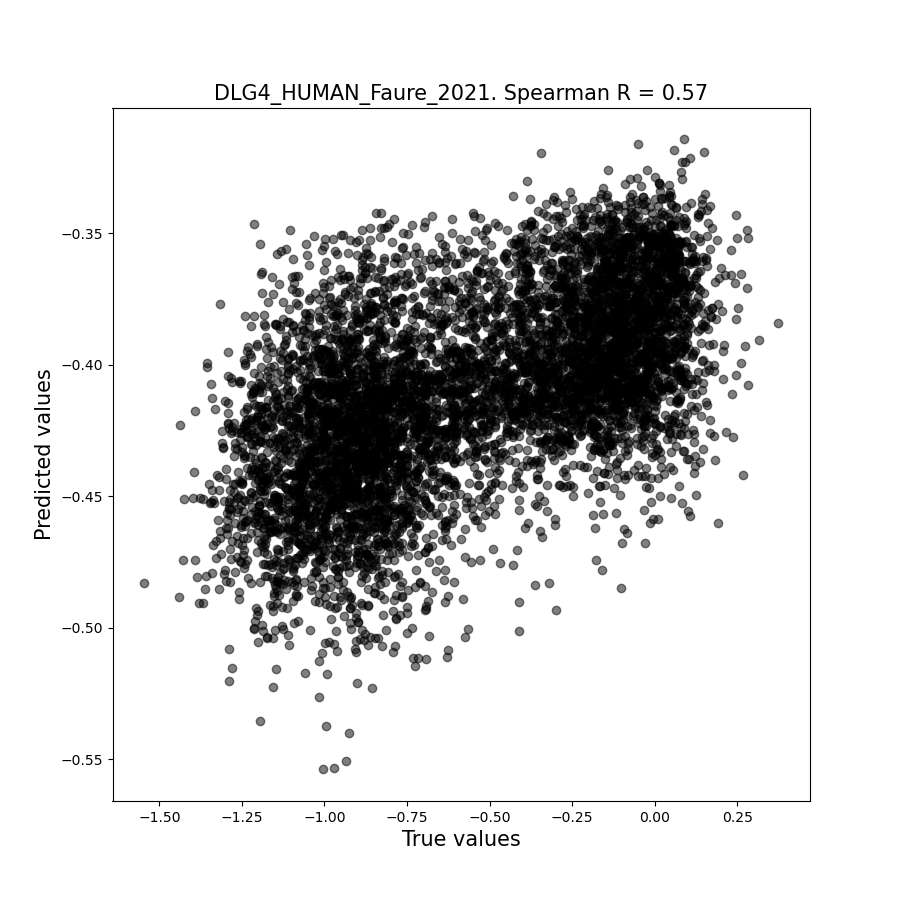 DLG4_HUMAN_Faure_2021. Spearman R = 0.57
Predicted values
−0.35
−0.40
−0.45
−0.50
−0.55
−1.50 −1.25 −1.00 −0.75 −0.50 −0.25 0.00 0.25
True values